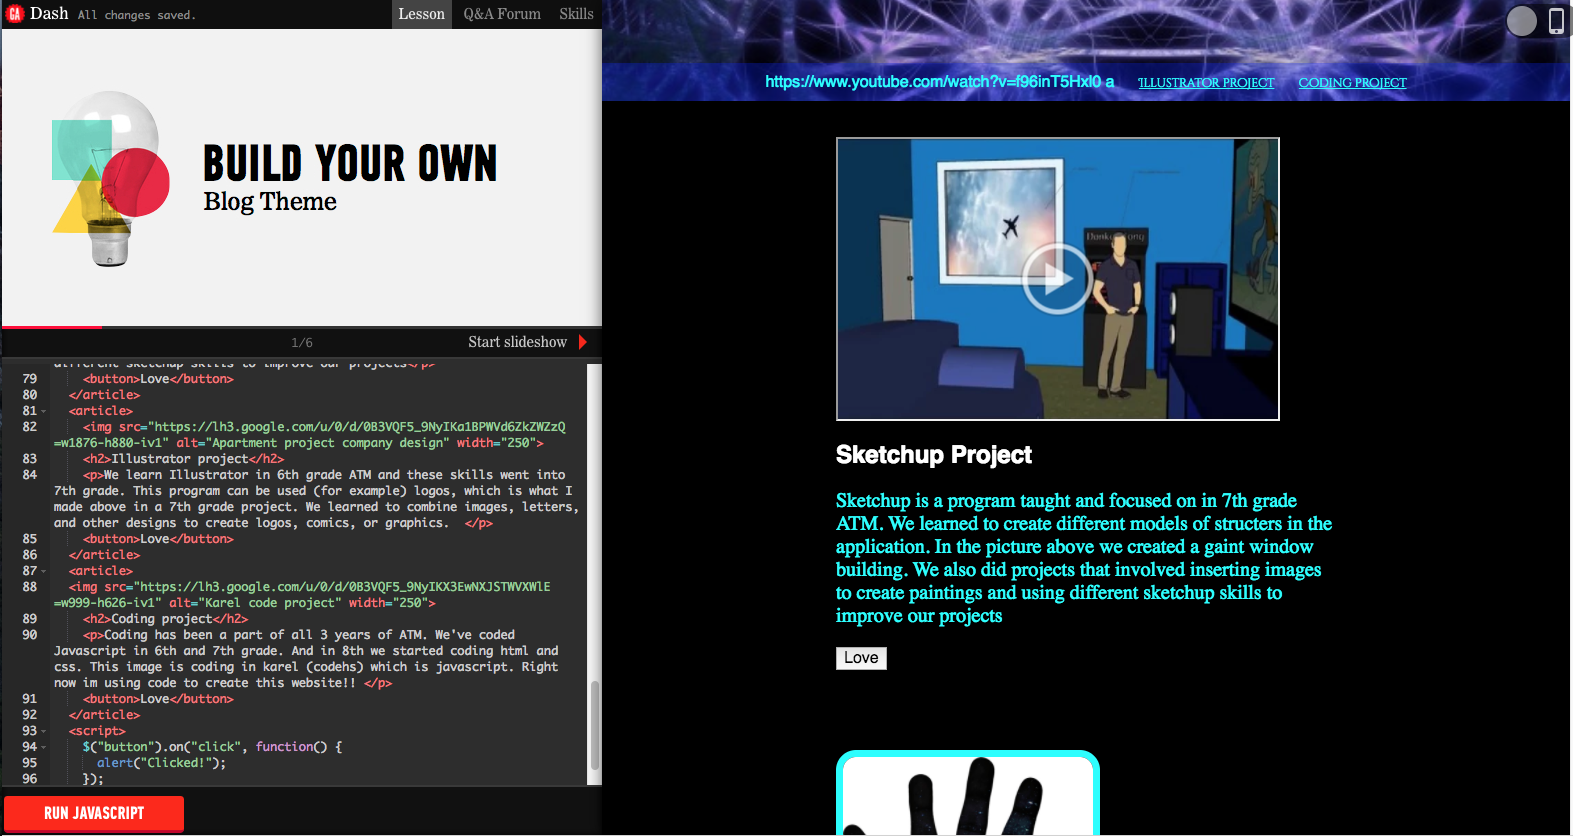 GA Dash All changes saved. Lesson Q&A Forum Skills
BUILD YOUR OWN
Blog Theme
1/6 Start slideshow
different sketchup skills to improve our projects</p>
79 <button>Love</button>
80 </article>
81 <article>
82 <img src="https://lh3.google.com/u/0/d/0B3VQF5_9NyIKa1BPWVd6ZkZWZzQ
=w1876-h880-iv1" alt="Apartment project company design" width="250">
83 <h2>Illustrator project</h2>
84 <p>We learn Illustrator in 6th grade ATM and these skills went into
7th grade. This program can be used (for example) logos, which is what I
made above in a 7th grade project. We learned to combine images, letters,
and other designs to create logos, comics, or graphics.  </p>
85 <button>Love</button>
86 </article>
87 <article>
88 <img src="https://lh3.google.com/u/0/d/0B3VQF5_9NyIKX3EwNXJSTWVXWlE
=w999-h626-iv1" alt="Karel code project" width="250">
89 <h2>Coding project</h2>
90 <p>Coding has been a part of all 3 years of ATM. We've coded
Javascript in 6th and 7th grade. And in 8th we started coding html and
css. This image is coding in karel (codehs) which is javascript. Right
now im using code to create this website!! </p>
91 <button>Love</button>
92 </article>
93 <script>
94 $("button").on("click", function() {
95 alert("Clicked!");
96 });
RUN JAVASCRIPT
https://www.youtube.com/watch?v=f96inT5HxI0 a ILLUSTRATOR PROJECT CODING PROJECT
Donkey Kong
Sketchup Project
Sketchup is a program taught and focused on in 7th grade
ATM. We learned to create different models of structers in the
application. In the picture above we created a gaint window
building. We also did projects that involved inserting images
to create paintings and using different sketchup skills to
improve our projects
Love